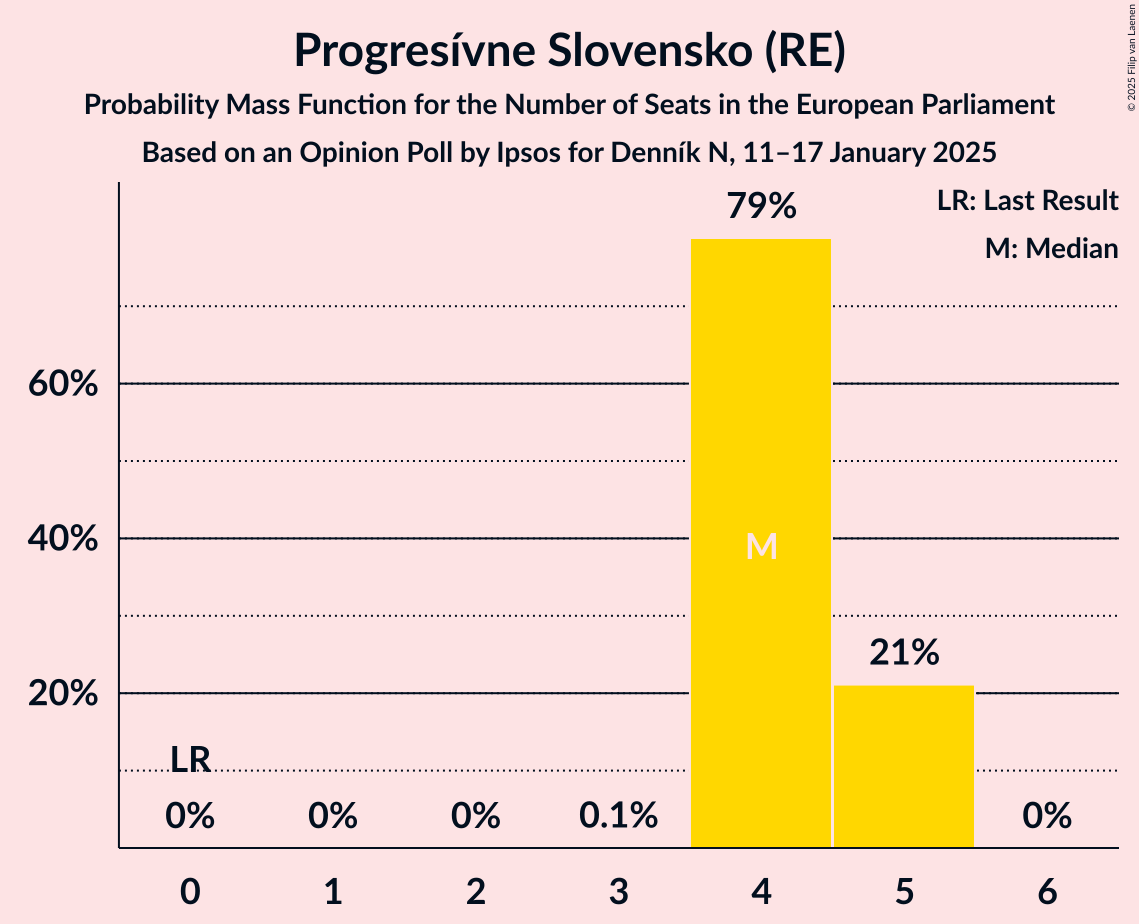 Progresívne Slovensko (RE)
Probability Mass Function for the Number of Seats in the European Parliament
Based on an Opinion Poll by Ipsos for Denník N, 11–17 January 2025
© 2025 Filip van Laenen
LR: Last Result
M: Median
79%
60%
40%
M
21%
20%
LR
0% 0% 0% 0.1% 0%
0 1 2 3 4 5 6